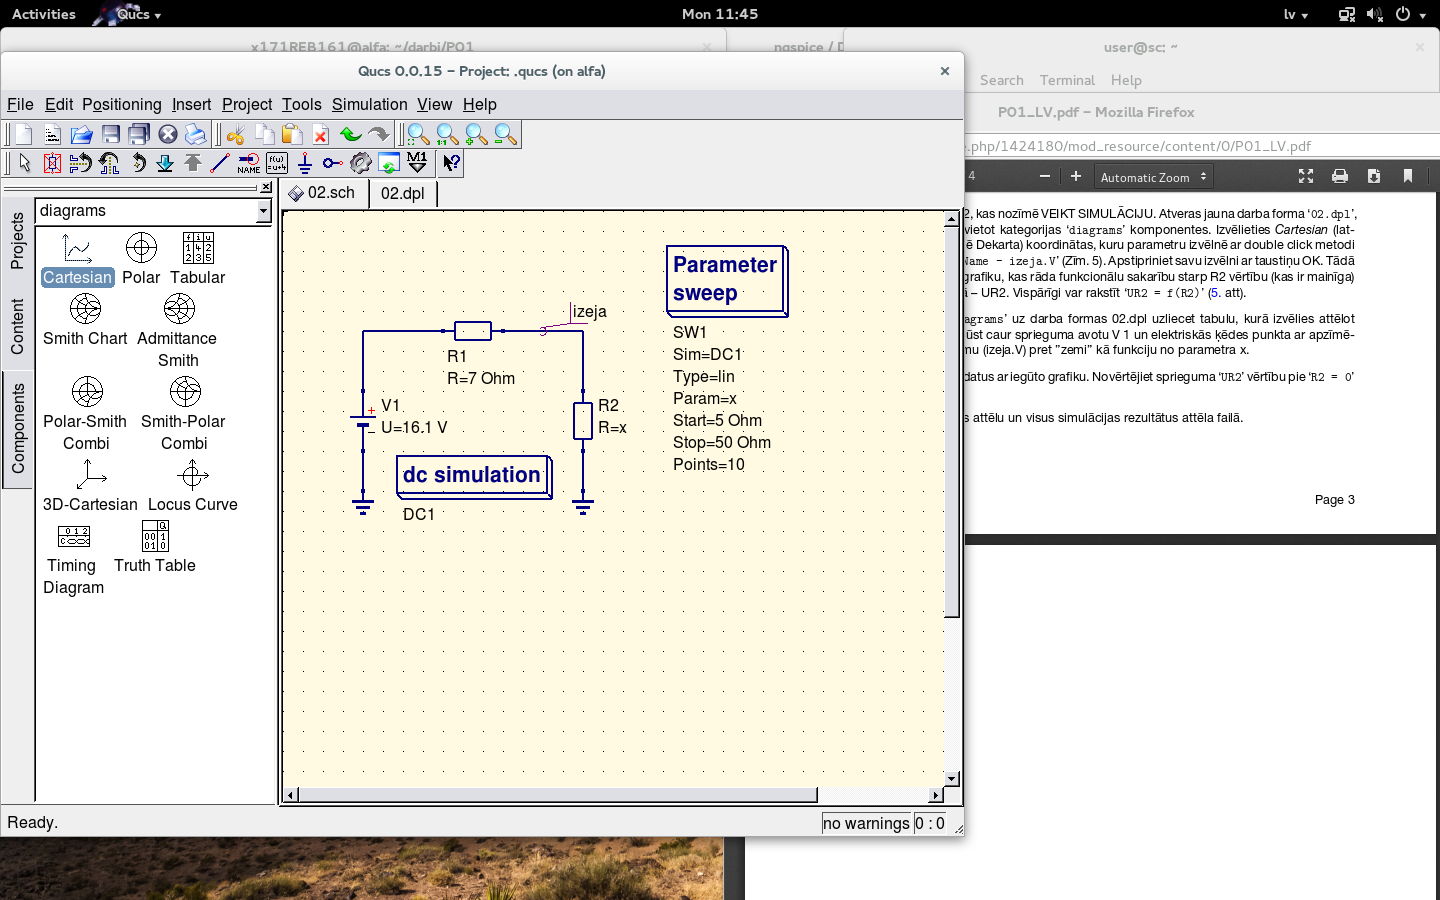 Activities
Qucs
Mon 11:45
lv
x171REB161@alfa: ~/darbi/P01
ngspice / D
user@sc: ~
Search Terminal Help
P01_LV.pdf – Mozilla Firefox
e.php/1424180/mod_resource/content/0/P01_LV.pdf
4
Automatic Zoom
Qucs 0.0.15 – Project: .qucs (on alfa)
File Edit Positioning Insert Project Tools Simulation View Help
NAME
M1
Projects
Content
Components
diagrams
Cartesian
Polar
Tabular
Smith Chart
Admittance
Smith
Polar-Smith
Combi
Smith-Polar
Combi
3D-Cartesian
Locus Curve
Timing
Diagram
Truth Table
02.sch
02.dpl
izeja
R1
R=7 Ohm
V1
U=16.1 V
R2
R=x
dc simulation
DC1
Parameter
sweep
SW1
Sim=DC1
Type=lin
Param=x
Start=5 Ohm
Stop=50 Ohm
Points=10
2, kas nozīmē VEIKT SIMULĀCIJU. Atveras jauna darba forma ‘02.dpl’,
vietot kategorijas ‘diagrams’ komponentes. Izvēlieties Cartesian (lat-
ē Dekarta) koordinātas, kuru parametru izvēlnē ar double click metodi
Name – izeja.V’ (Zīm. 5). Apstipriniet savu izvēlni ar taustiņu OK. Tādā
grafiku, kas rāda funkcionālu sakarību starp R2 vērtību (kas ir mainīga)
– UR2. Vispārīgi var rakstīt ‘UR2 = f(R2)’ (5. att).
agrams’ uz darba formas 02.dpl uzliecet tabulu, kurā izvēlies attēlot
ūst caur sprieguma avotu V 1 un elektriskās ķēdes punkta ar apzīmē-
mu (izeja.V) pret ”zemi” kā funkciju no parametra x.
datus ar iegūto grafiku. Novērtējiet sprieguma ‘UR2’ vērtību pie ‘R2 = 0’
s attēlu un visus simulācijas rezultātus attēla failā.
Page 3
Ready.
no warnings
0 : 0